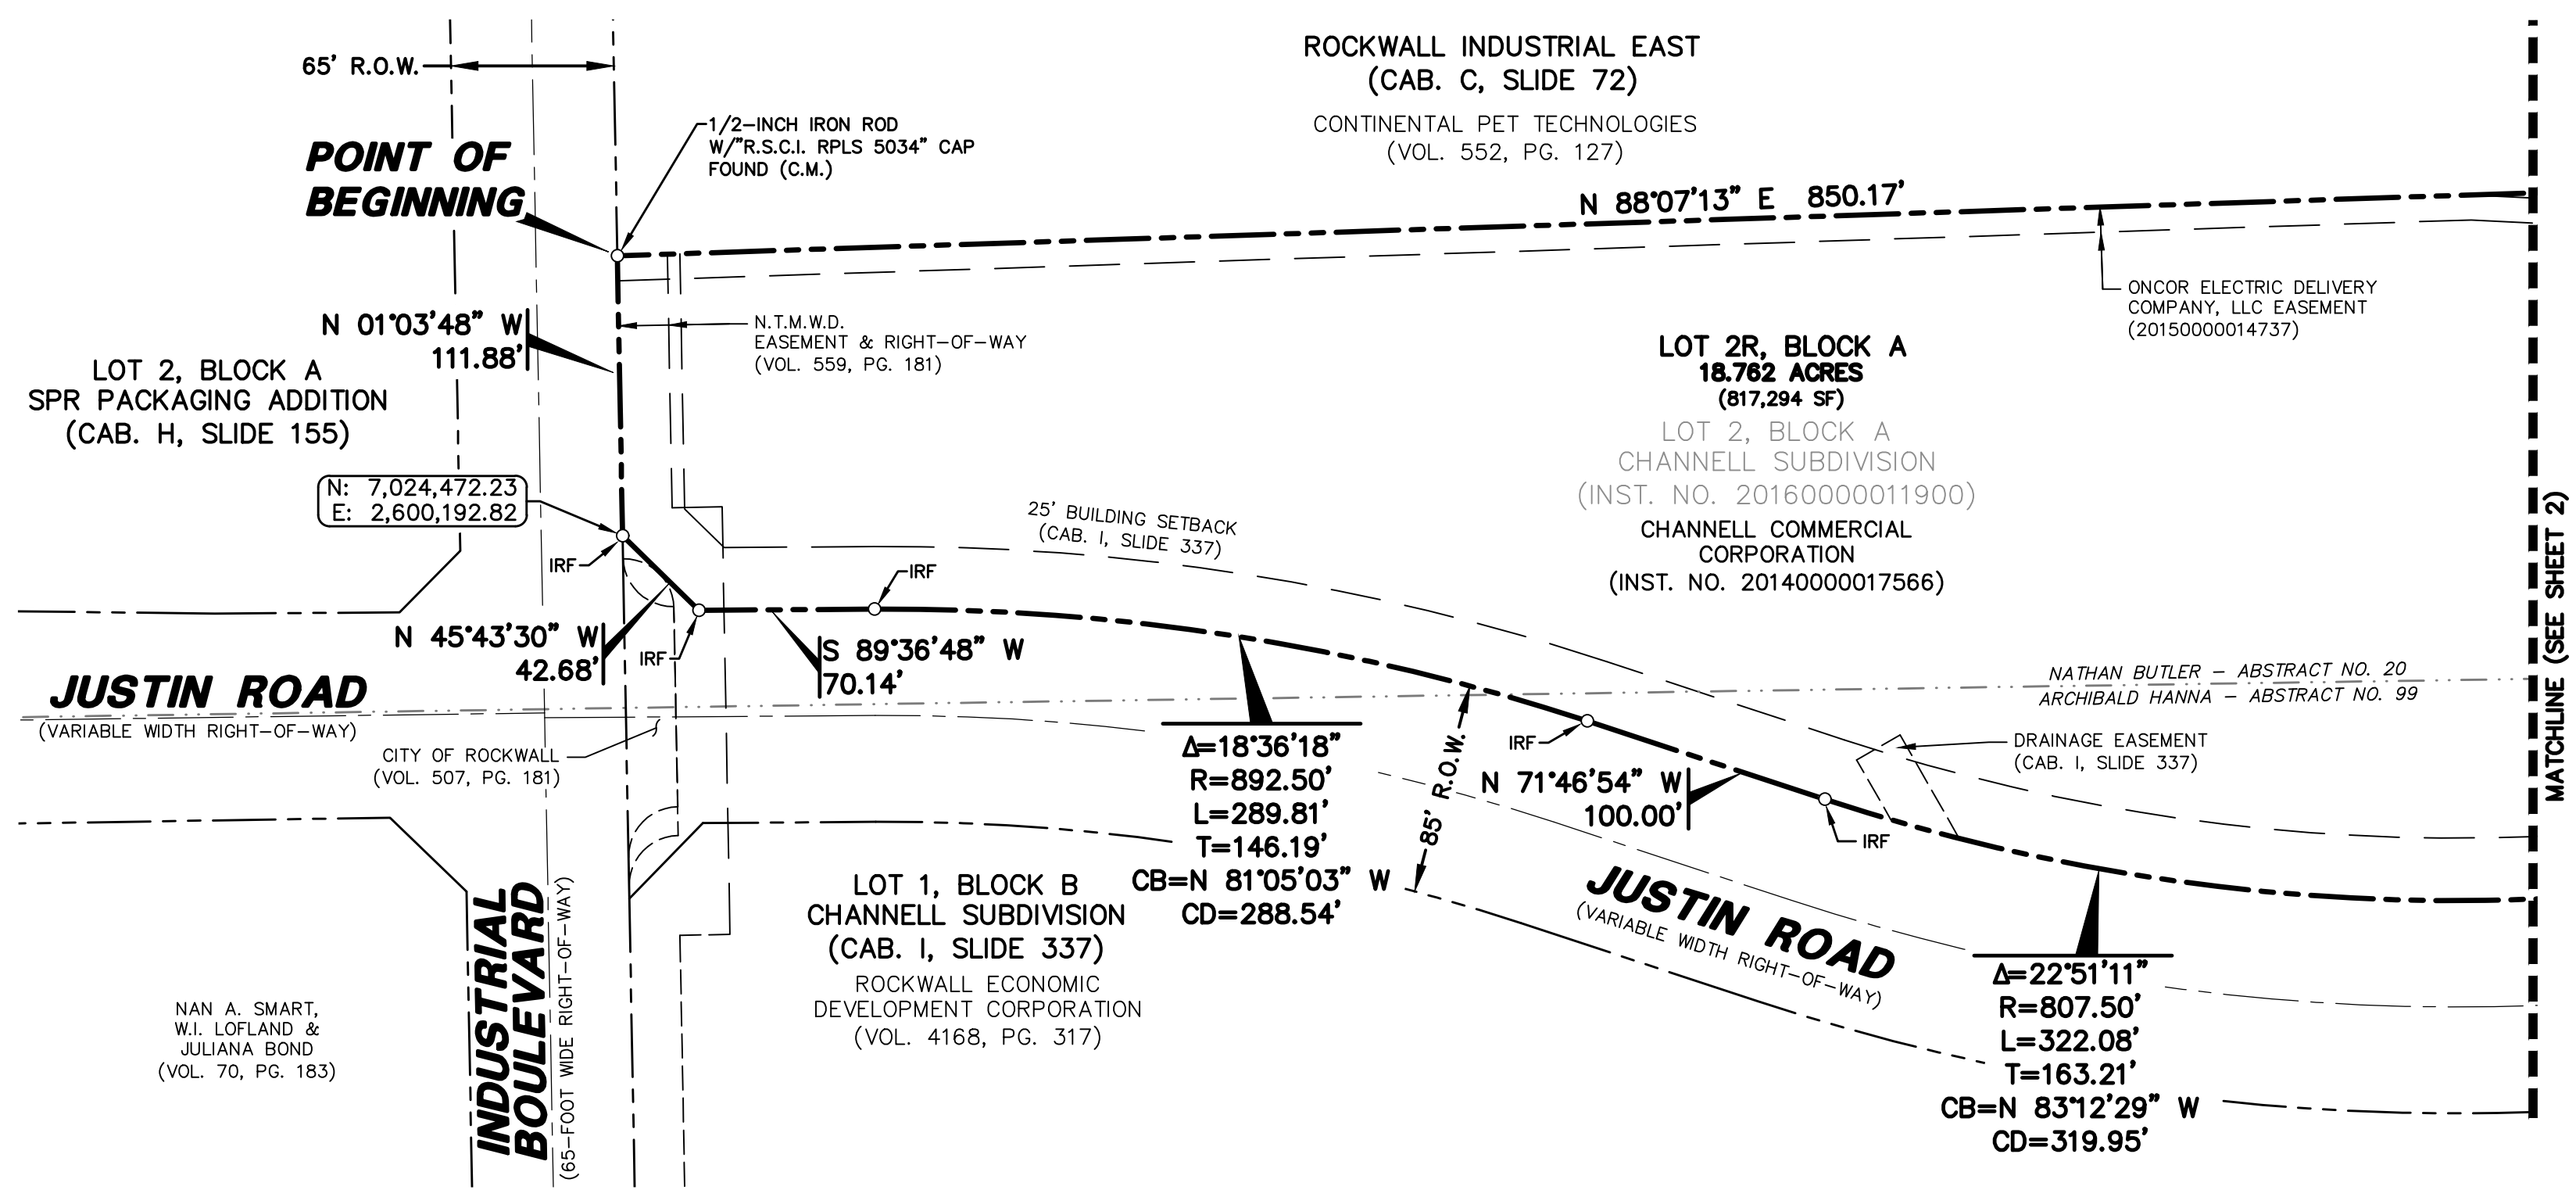 65' R.O.W.
ROCKWALL INDUSTRIAL EAST
(CAB. C, SLIDE 72)
CONTINENTAL PET TECHNOLOGIES
(VOL. 552, PG. 127)
1/2-INCH IRON ROD
W/"R.S.C.I. RPLS 5034" CAP
FOUND (C.M.)
POINT OF
BEGINNING
N 88°07'13" E 850.17'
ONCOR ELECTRIC DELIVERY
COMPANY, LLC EASEMENT
(20150000014737)
N 01°03'48" W
111.88'
N.T.M.W.D.
EASEMENT & RIGHT-OF-WAY
(VOL. 559, PG. 181)
LOT 2, BLOCK A
SPR PACKAGING ADDITION
(CAB. H, SLIDE 155)
LOT 2R, BLOCK A
18.762 ACRES
(817,294 SF)
LOT 2, BLOCK A
CHANNELL SUBDIVISION
(INST. NO. 20160000011900)
CHANNELL COMMERCIAL
CORPORATION
(INST. NO. 20140000017566)
N: 7,024,472.23
E: 2,600,192.82
25' BUILDING SETBACK
(CAB. I, SLIDE 337)
MATCHLINE (SEE SHEET 2)
IRF
IRF
IRF
N 45°43'30" W
42.68'
S 89°36'48" W
70.14'
JUSTIN ROAD
(VARIABLE WIDTH RIGHT-OF-WAY)
CITY OF ROCKWALL
(VOL. 507, PG. 181)
NATHAN BUTLER - ABSTRACT NO. 20
ARCHIBALD HANNA - ABSTRACT NO. 99
Δ=18°36'18"
R=892.50'
L=289.81'
T=146.19'
CB=N 81°05'03" W
CD=288.54'
85' R.O.W.
IRF
N 71°46'54" W
100.00'
DRAINAGE EASEMENT
(CAB. I, SLIDE 337)
IRF
JUSTIN ROAD
(VARIABLE WIDTH RIGHT-OF-WAY)
LOT 1, BLOCK B
CHANNELL SUBDIVISION
(CAB. I, SLIDE 337)
ROCKWALL ECONOMIC
DEVELOPMENT CORPORATION
(VOL. 4168, PG. 317)
INDUSTRIAL
BOULEVARD
(65-FOOT WIDE RIGHT-OF-WAY)
NAN A. SMART,
W.I. LOFLAND &
JULIANA BOND
(VOL. 70, PG. 183)
Δ=22°51'11"
R=807.50'
L=322.08'
T=163.21'
CB=N 83°12'29" W
CD=319.95'